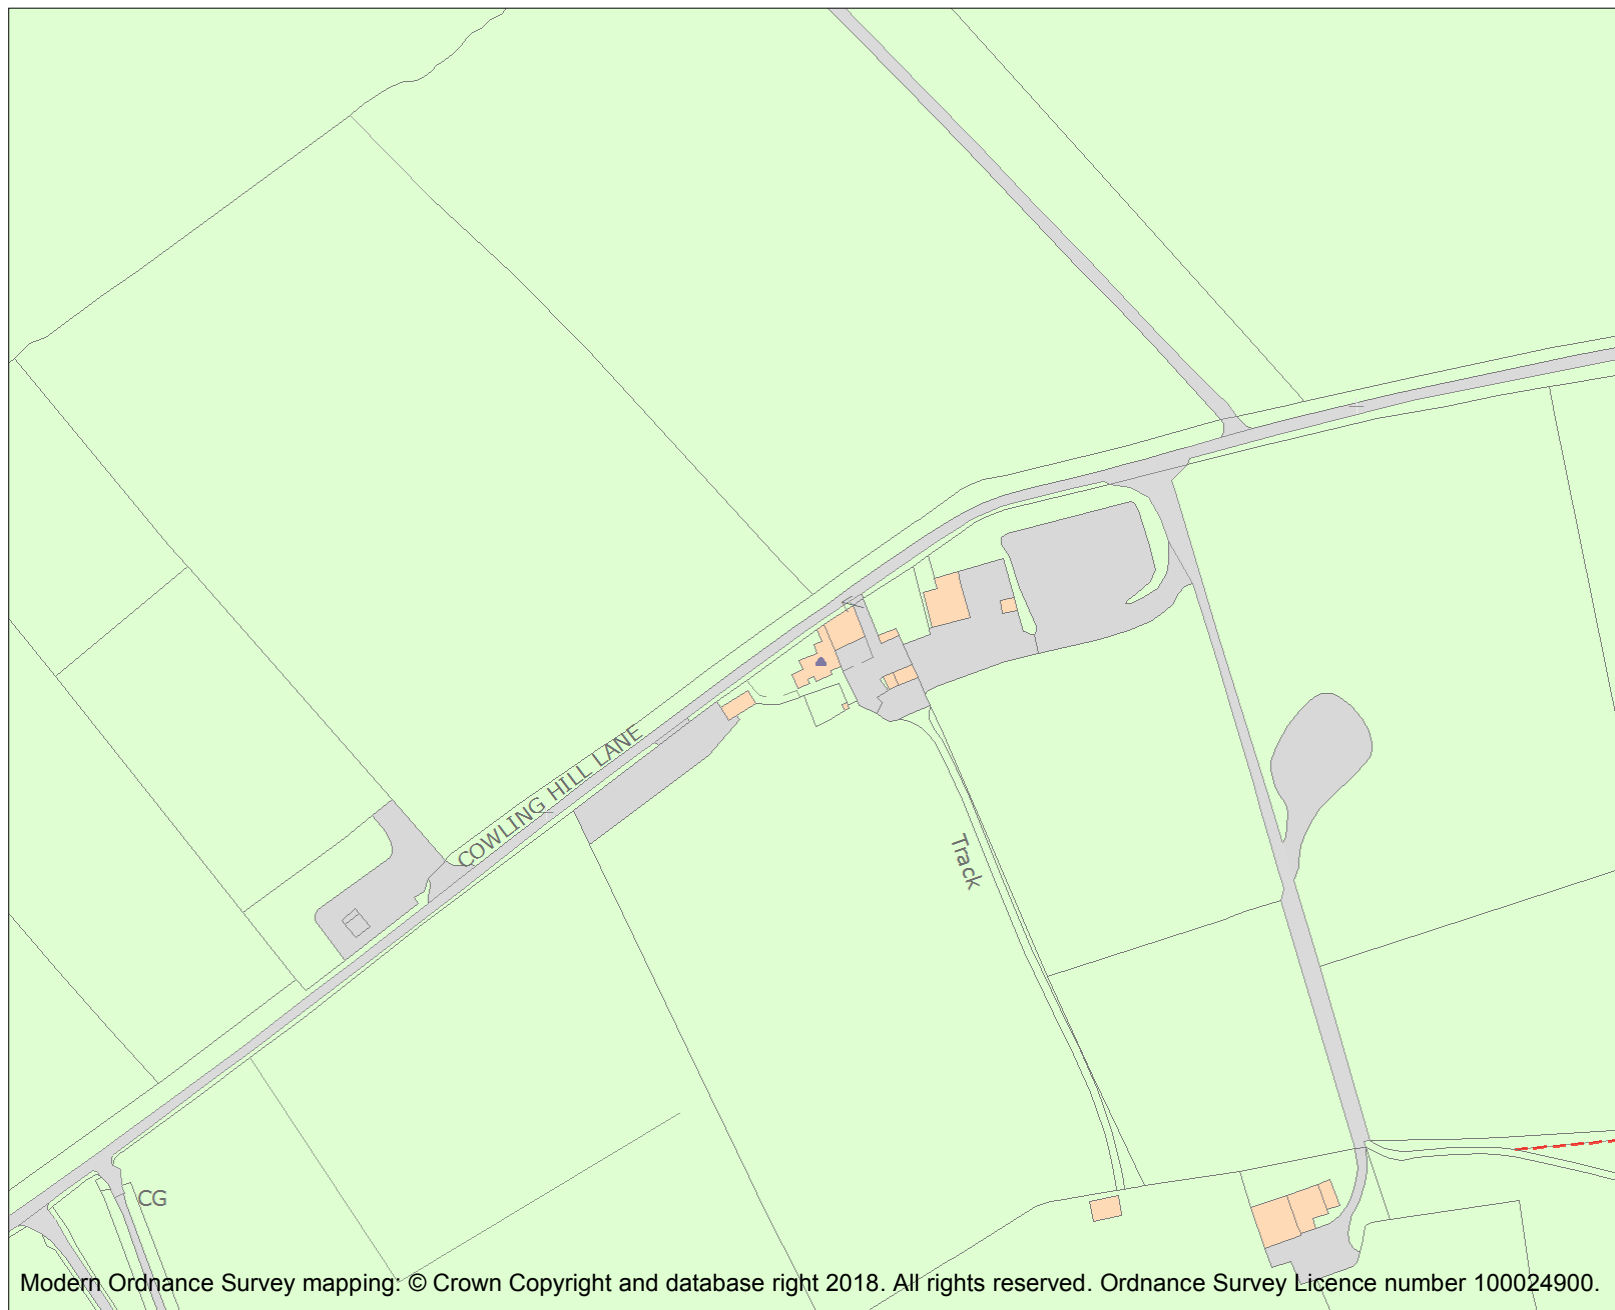 COWLING HILL LANE
Track
CG
Modern Ordnance Survey mapping: © Crown Copyright and database right 2018. All rights reserved. Ordnance Survey Licence number 100024900.